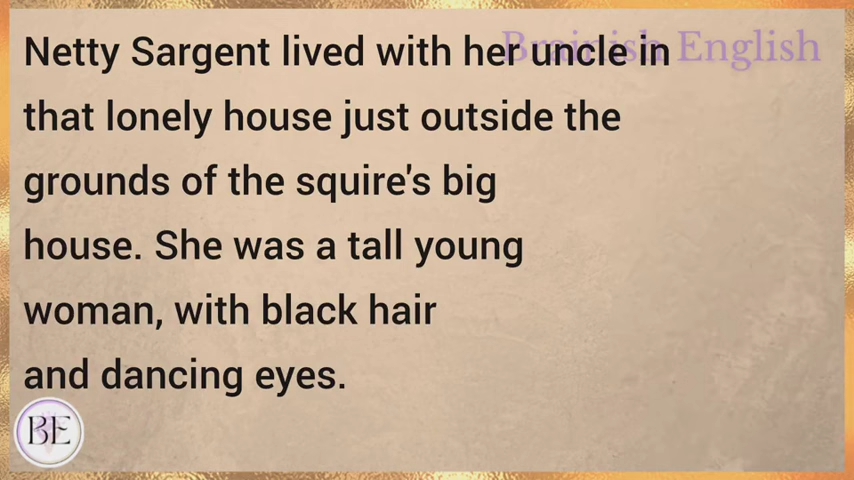 Brainish English
Netty Sargent lived with her uncle in
that lonely house just outside the
grounds of the squire's big
house. She was a tall young
woman, with black hair
and dancing eyes.
BE